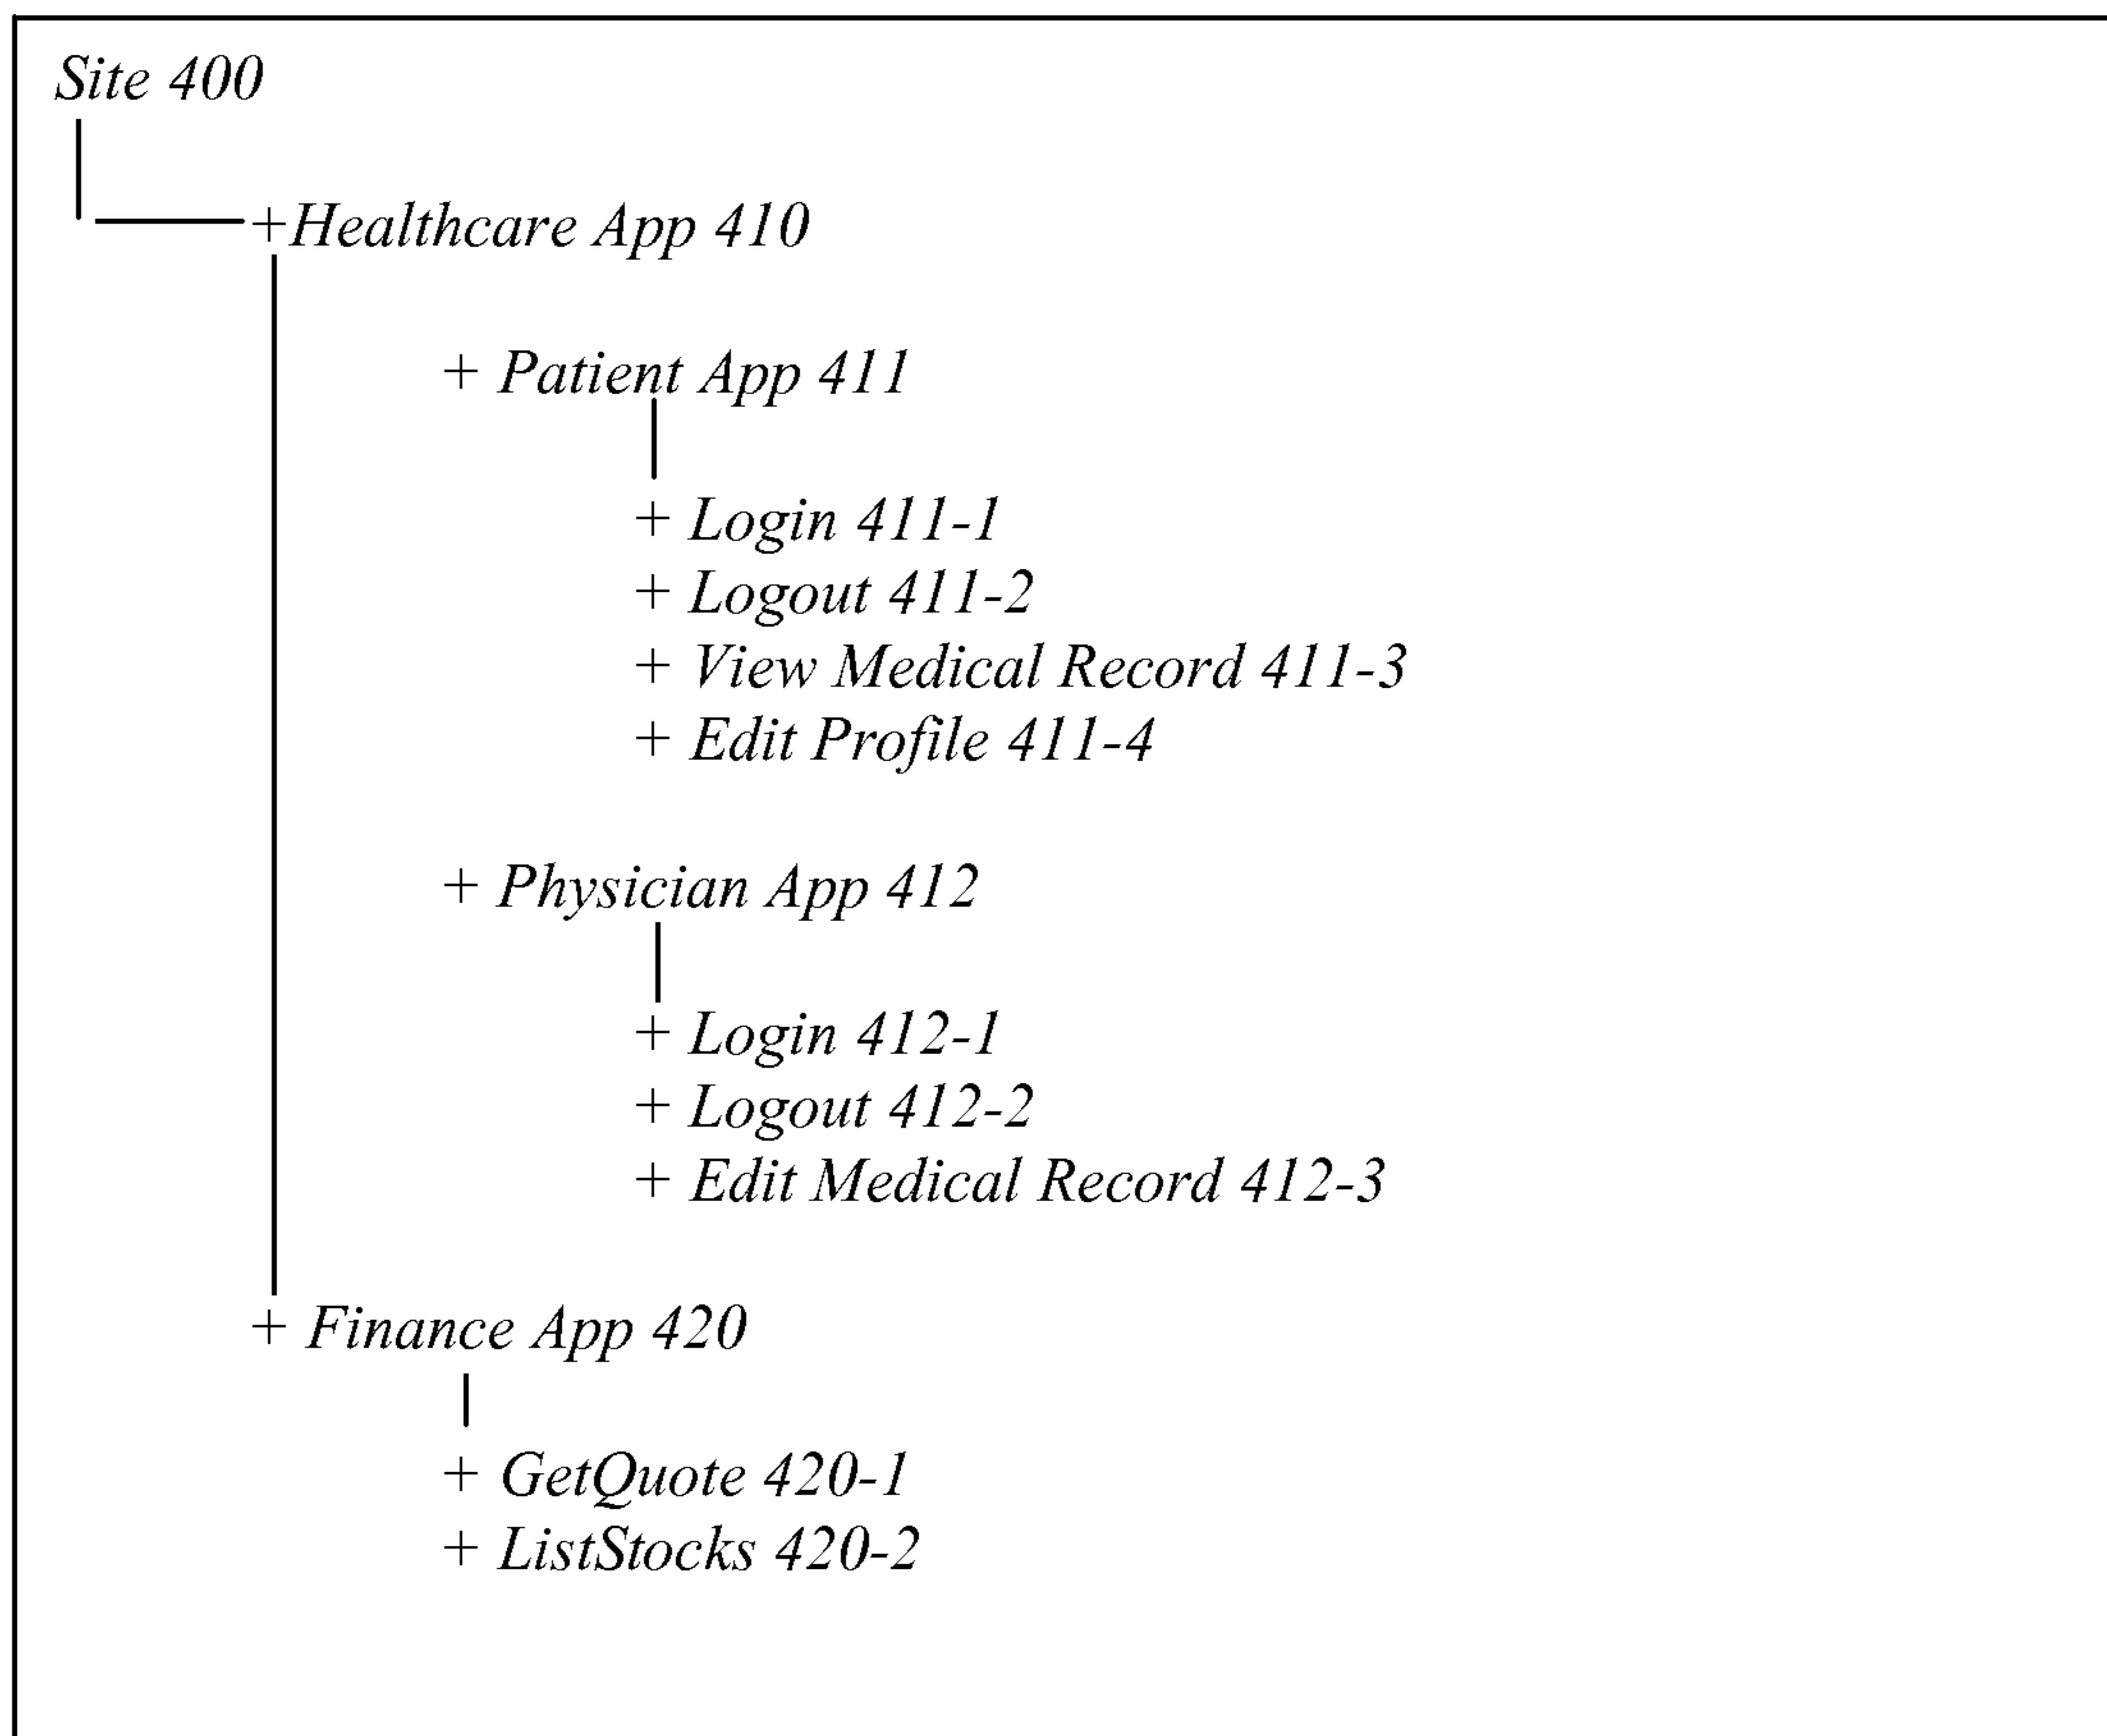 Site 400
+Healthcare App 410
+ Patient App 411
+ Login 411-1
+ Logout 411-2
+ View Medical Record 411-3
+ Edit Profile 411-4
+ Physician App 412
+ Login 412-1
+ Logout 412-2
+ Edit Medical Record 412-3
+ Finance App 420
+ GetQuote 420-1
+ ListStocks 420-2